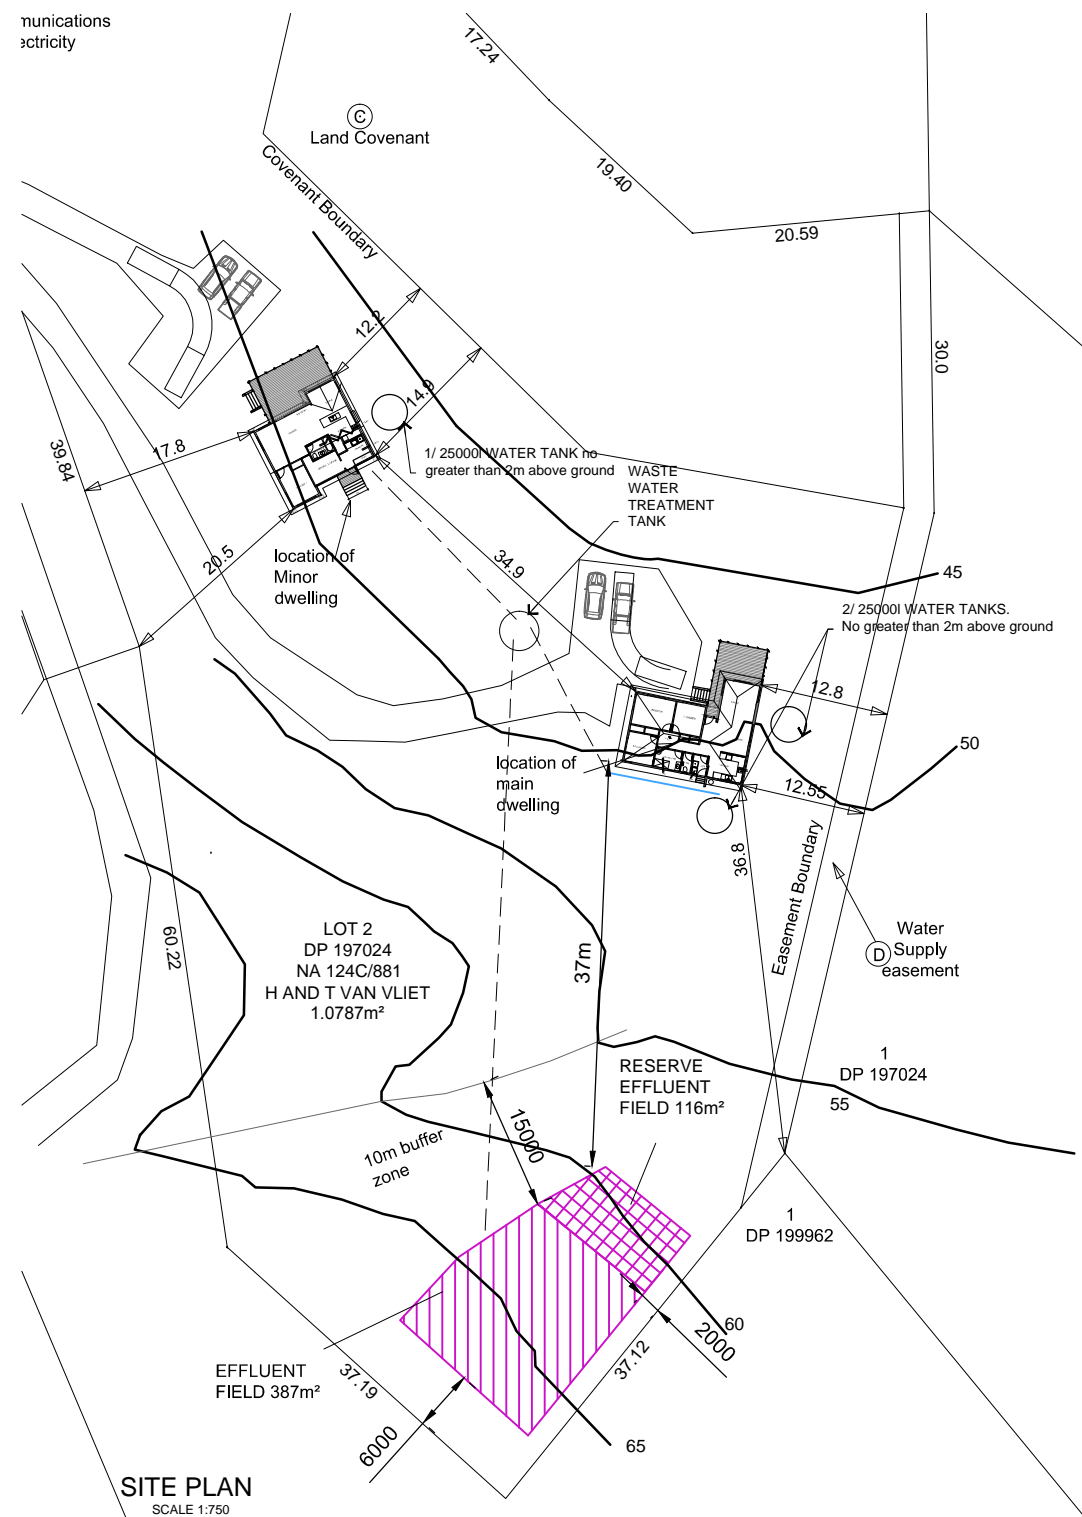 munications
ectricity
C
Land Covenant
Covenant Boundary
17.24
19.40
20.59
30.0
12.2
14.9
17.8
39.84
20.5
1/ 25000l WATER TANK no
greater than 2m above ground
WASTE
WATER
TREATMENT
TANK
34.9
location of
Minor
dwelling
45
2/ 25000l WATER TANKS.
No greater than 2m above ground
12.8
50
12.55
location of
main
dwelling
36.8
Easement Boundary
Water
Supply
easement
D
60.22
LOT 2
DP 197024
NA 124C/881
H AND T VAN VLIET
1.0787m²
37m
1
DP 197024
55
RESERVE
EFFLUENT
FIELD 116m²
15000
10m buffer
zone
1
DP 199962
60
2000
37.12
EFFLUENT
FIELD 387m²
37.19
6000
65
SITE PLAN
SCALE 1:750